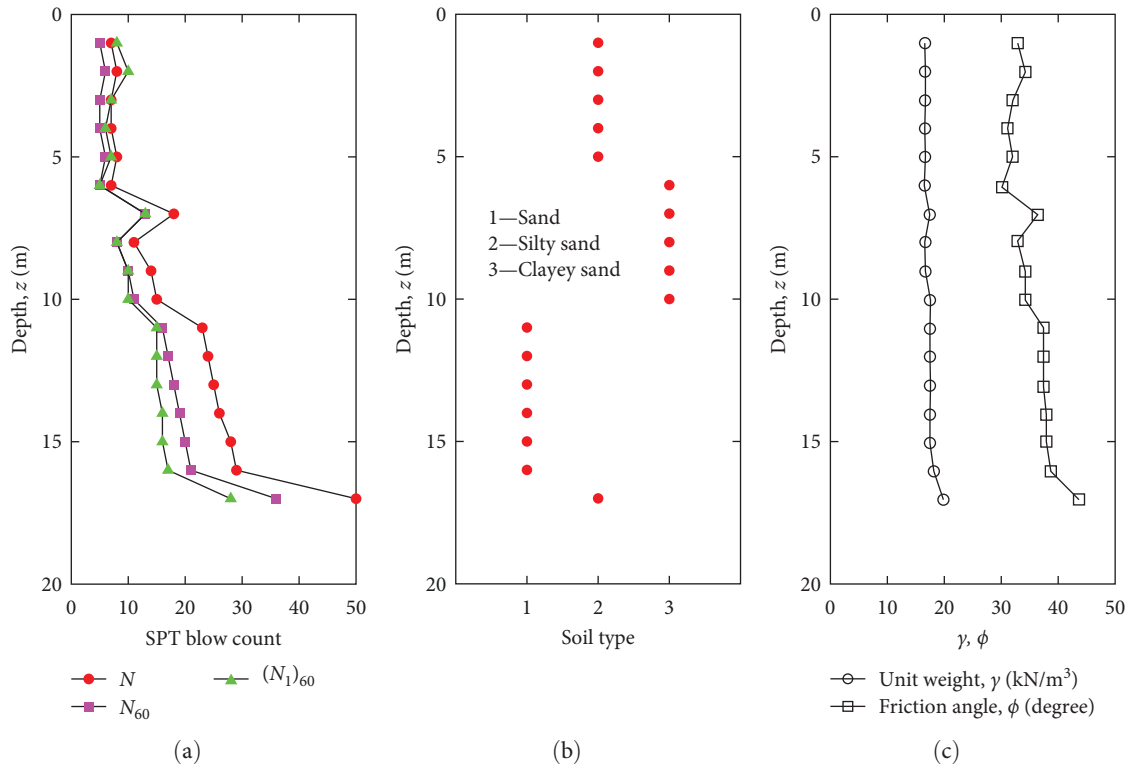 0
5
10
15
20
Depth, z (m)
0 10 20 30 40 50
SPT blow count
N
N60
(N1)60
(a)
0
5
10
15
20
Depth, z (m)
1—Sand
2—Silty sand
3—Clayey sand
1 2 3
Soil type
(b)
0
5
10
15
20
Depth, z (m)
0 10 20 30 40 50
γ, ϕ
Unit weight, γ (kN/m³)
Friction angle, ϕ (degree)
(c)